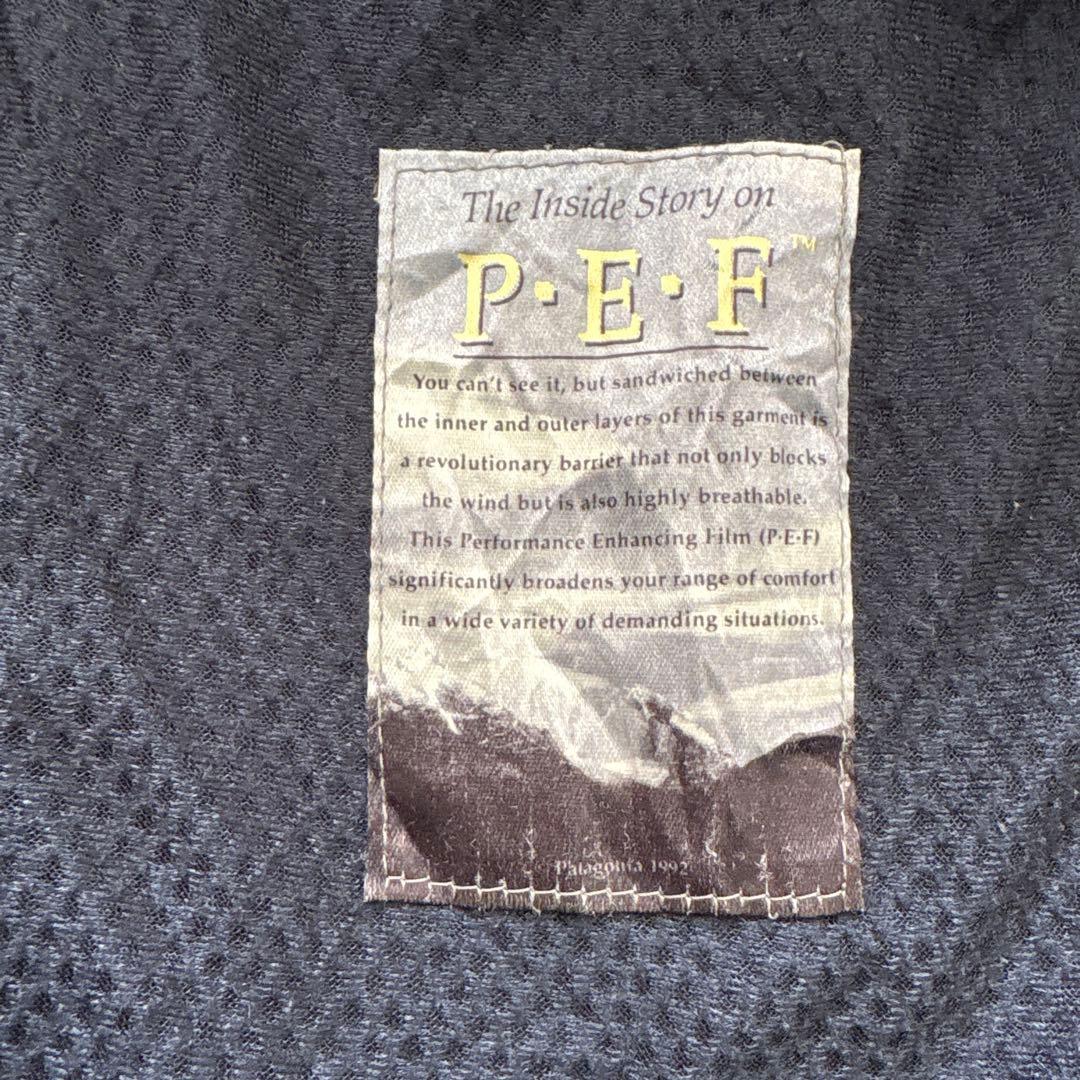 The Inside Story on
P·E·F™
You can't see it, but sandwiched between
the inner and outer layers of this garment is
a revolutionary barrier that not only blocks
the wind but is also highly breathable.
This Performance Enhancing Film (P·E·F)
significantly broadens your range of comfort
in a wide variety of demanding situations.
Patagonia 1992